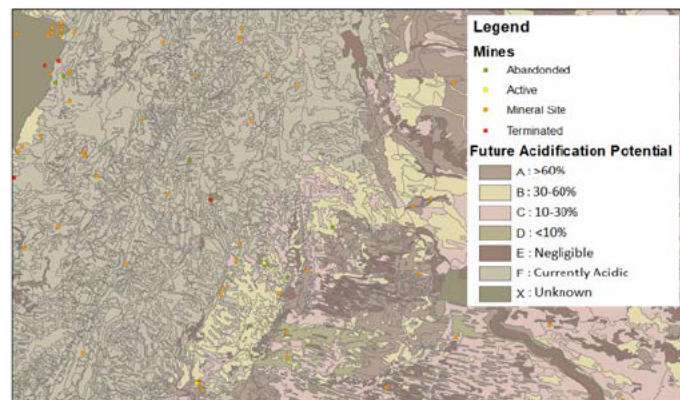 Legend
Mines
Abandonded
Active
Mineral Site
Terminated
Future Acidification Potential
A : >60%
B : 30-60%
C : 10-30%
D : <10%
E : Negligible
F : Currently Acidic
X : Unknown